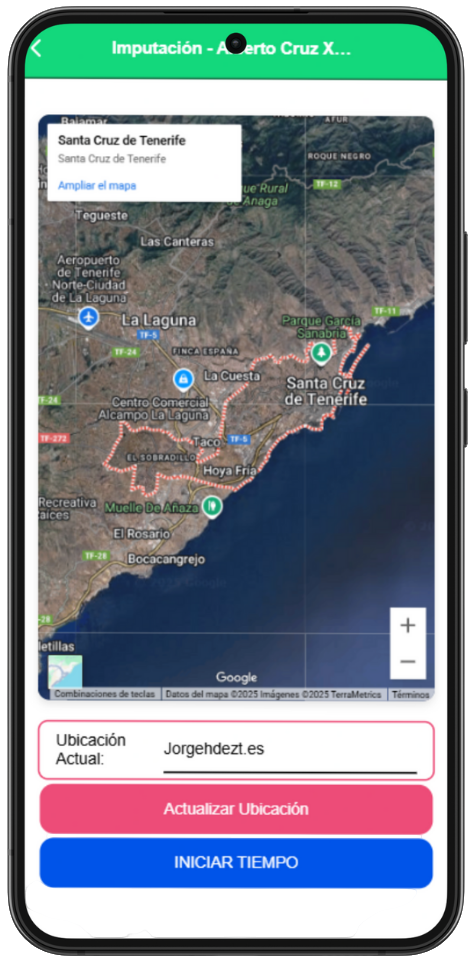 Imputación - A
erto Cruz X...
Bajamar
AFUR
Santa Cruz de Tenerife
Santa Cruz de Tenerife
Ampliar el mapa
ROQUE NEGRO
TF-12
que Rural
de Anaga
Tegueste
Las Canteras
Aeropuerto
de Tenerife
Norte-Ciudad
de La Laguna
La Laguna
TF-5
TF-11
Parque García
Sanabria
TF-24
FINCA ESPAÑA
La Cuesta
Santa Cruz
de Tenerife
F-24
Centro Comercial
Alcampo La Laguna
TF-272
Taco
TF-5
EL SOBRADILLO
Hoya Fría
Recreativa
Raíces
Muelle De Añaza
El Rosario
TF-28
Bocacangrejo
-28
letillas
+
−
Google
Combinaciones de teclas
Datos del mapa ©2025 Imágenes ©2025 TerraMetrics
Términos
Ubicación
Actual:
Jorgehdezt.es
Actualizar Ubicación
INICIAR TIEMPO